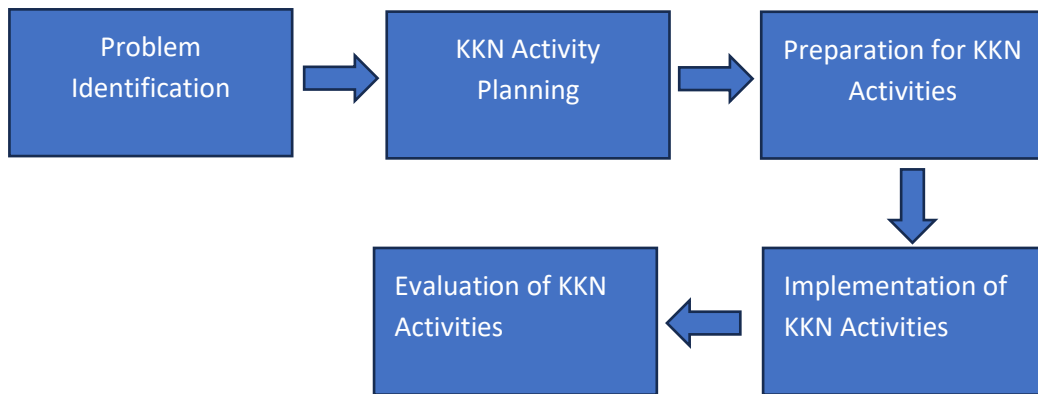 Problem
Identification
KKN Activity
Planning
Preparation for KKN
Activities
Implementation of
KKN Activities
Evaluation of KKN
Activities